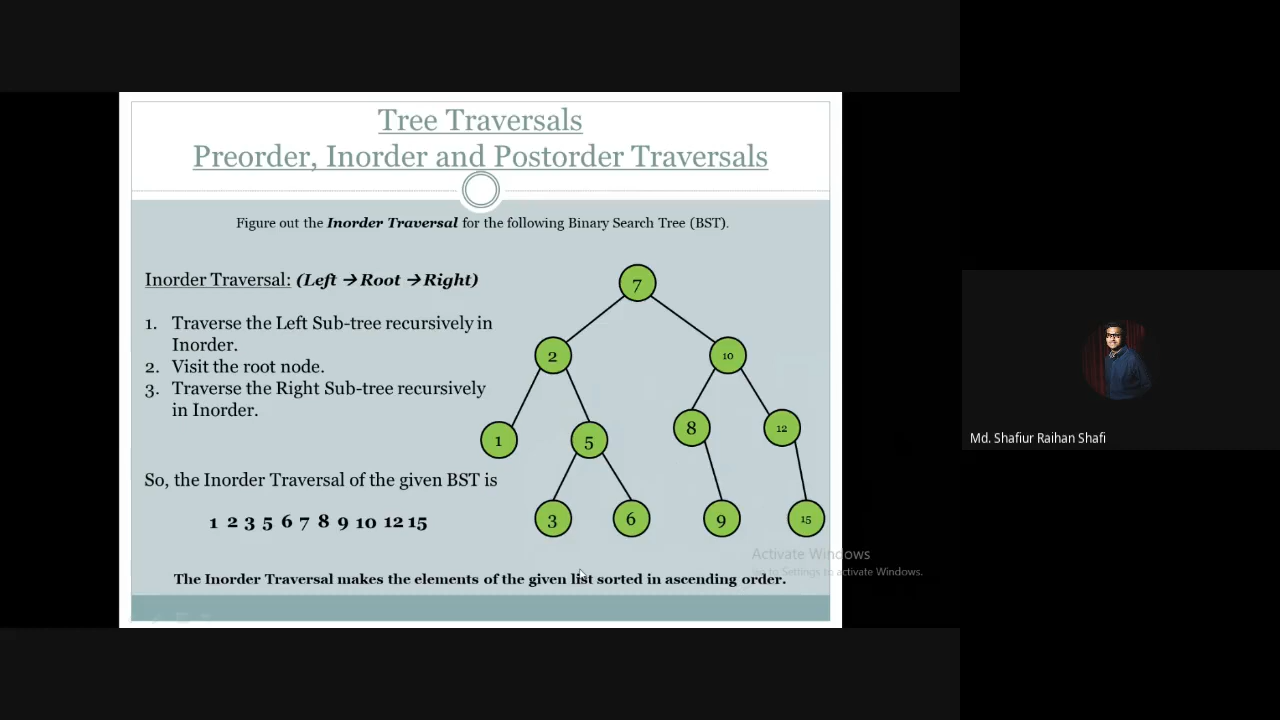 Tree Traversals
Preorder, Inorder and Postorder Traversals
Figure out the Inorder Traversal for the following Binary Search Tree (BST).
Inorder Traversal: (Left → Root → Right)
1. Traverse the Left Sub-tree recursively in
Inorder.
2. Visit the root node.
3. Traverse the Right Sub-tree recursively
in Inorder.
So, the Inorder Traversal of the given BST is
1 2 3 5 6 7 8 9 10 12 15
7
2
10
1
5
8
12
3
6
9
15
The Inorder Traversal makes the elements of the given list sorted in ascending order.
Activate Windows
to Settings to activate Windows.
Md. Shafiur Raihan Shafi